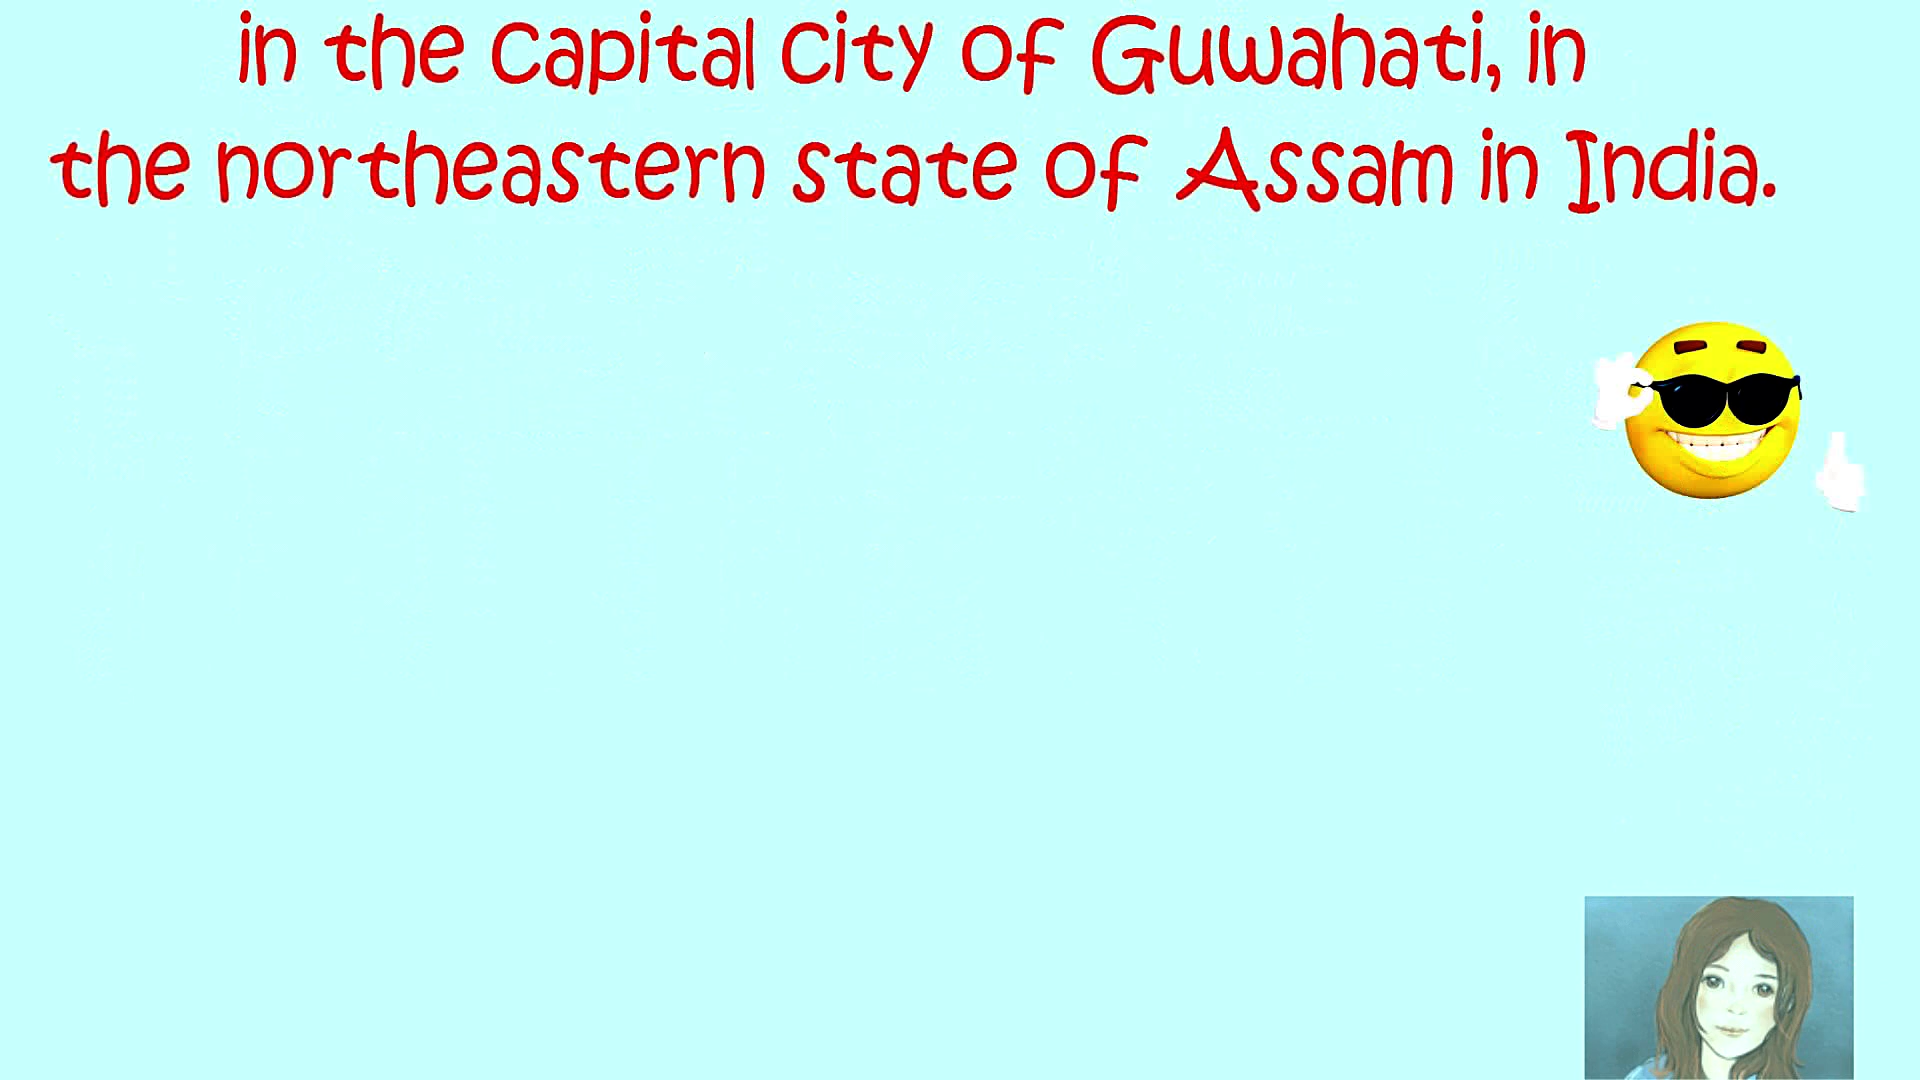 in the capital city of Guwahati, in
the northeastern state of Assam in India.